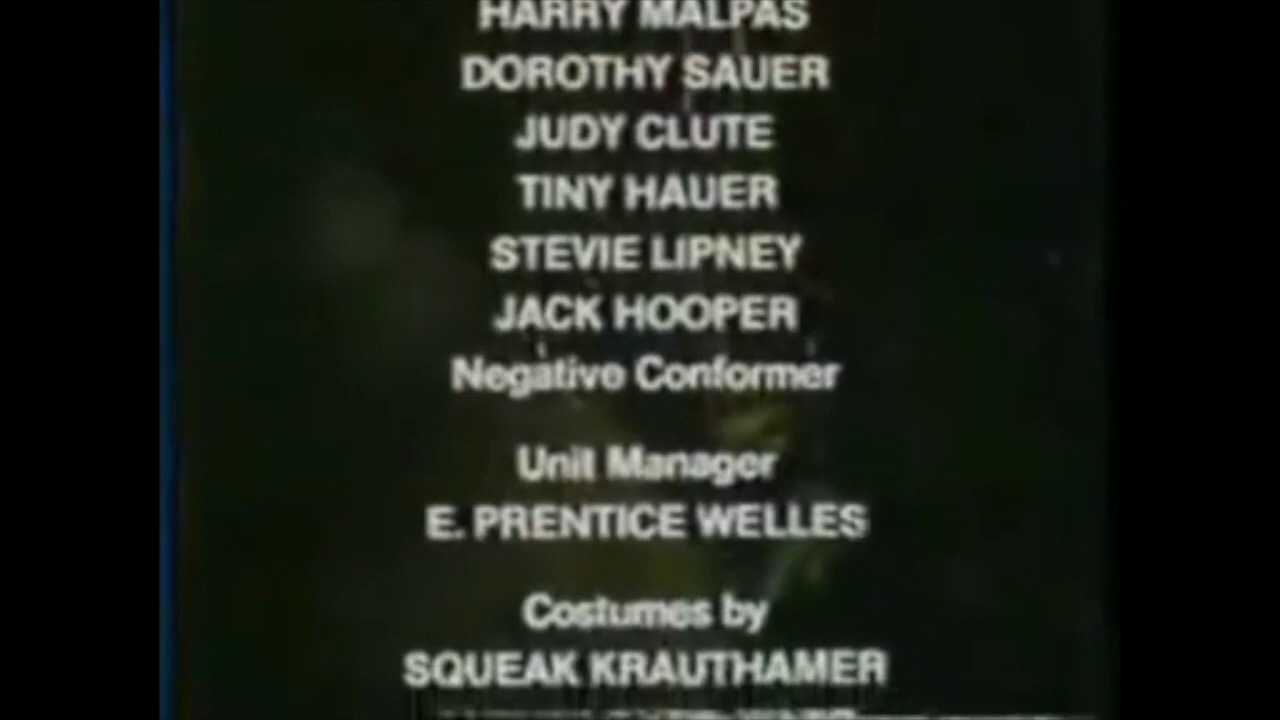 HARRY MALPAS
DOROTHY SAUER
JUDY CLUTE
TINY HAUER
STEVIE LIPNEY
JACK HOOPER
Negative Conformer
Unit Manager
E. PRENTICE WELLES
Costumes by
SQUEAK KRAUTHAMER